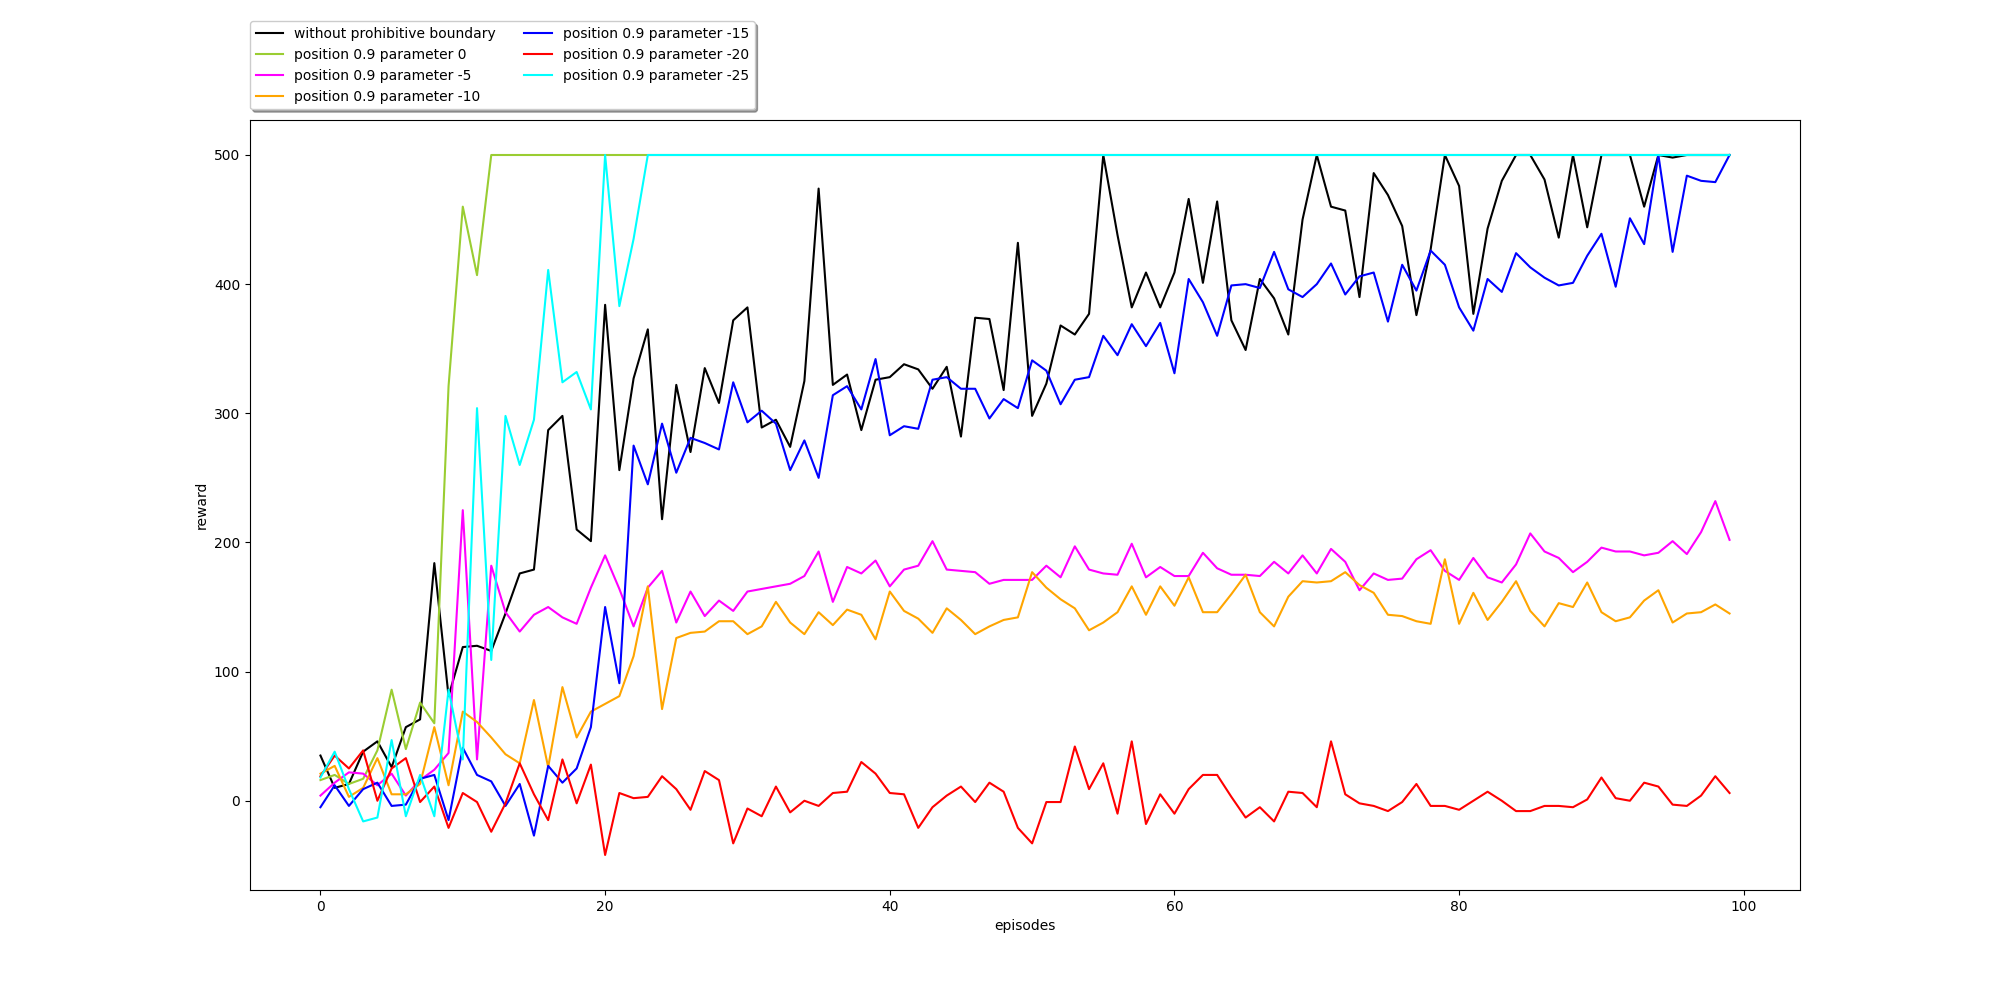 without prohibitive boundary
position 0.9 parameter 0
position 0.9 parameter -5
position 0.9 parameter -10
position 0.9 parameter -15
position 0.9 parameter -20
position 0.9 parameter -25
500
400
300
200
100
0
reward
0 20 40 60 80 100
episodes